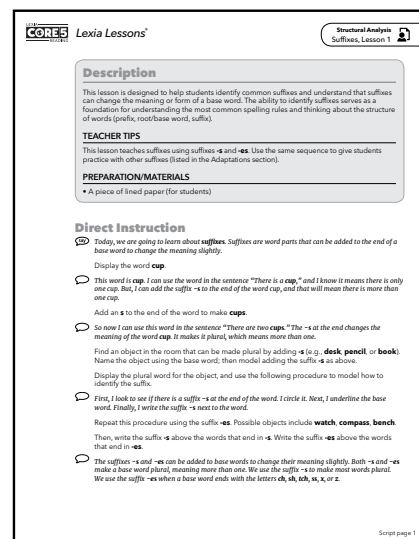 LEXIA
CORE5
READING
Lexia Lessons®
Structural Analysis
Suffixes, Lesson 1
Description
This lesson is designed to help students identify common suffixes and understand that suffixes
can change the meaning or form of a base word. The ability to identify suffixes serves as a
foundation for understanding the most common spelling rules and thinking about the structure
of words (prefix, root/base word, suffix).
TEACHER TIPS
This lesson teaches suffixes using suffixes -s and -es. Use the same sequence to give students
practice with other suffixes (listed in the Adaptations section).
PREPARATION/MATERIALS
• A piece of lined paper (for students)
Direct Instruction
say Today, we are going to learn about suffixes. Suffixes are word parts that can be added to the end of a
base word to change the meaning slightly.
Display the word cup.
This word is cup. I can use the word in the sentence “There is a cup,” and I know it means there is only
one cup. But, I can add the suffix –s to the end of the word cup, and that will mean there is more than
one cup.
Add an s to the end of the word to make cups.
So now I can use this word in the sentence “There are two cups.” The –s at the end changes the
meaning of the word cup. It makes it plural, which means more than one.
Find an object in the room that can be made plural by adding -s (e.g., desk, pencil, or book).
Name the object using the base word; then model adding the suffix -s as above.
Display the plural word for the object, and use the following procedure to model how to
identify the suffix.
First, I look to see if there is a suffix –s at the end of the word. I circle it. Next, I underline the base
word. Finally, I write the suffix –s next to the word.
Repeat this procedure using the suffix -es. Possible objects include watch, compass, bench.
Then, write the suffix -s above the words that end in -s. Write the suffix -es above the words
that end in -es.
The suffixes –s and –es can be added to base words to change their meaning slightly. Both –s and –es
make a base word plural, meaning more than one. We use the suffix –s to make most words plural.
We use the suffix –es when a base word ends with the letters ch, sh, tch, ss, x, or z.
Script page 1